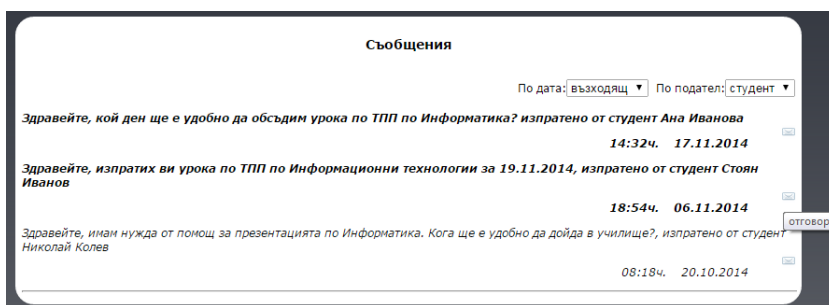 Съобщения
По дата: възходящ По подател: студент
Здравейте, кой ден ще е удобно да обсъдим урока по ТПП по Информатика? изпратено от студент Ана Иванова
14:32ч. 17.11.2014
Здравейте, изпратих ви урока по ТПП по Информационни технологии за 19.11.2014, изпратено от студент Стоян
Иванов
18:54ч. 06.11.2014
отговор
Здравейте, имам нужда от помощ за презентацията по Информатика. Кога ще е удобно да дойда в училище?, изпратено от студент
Николай Колев
08:18ч. 20.10.2014